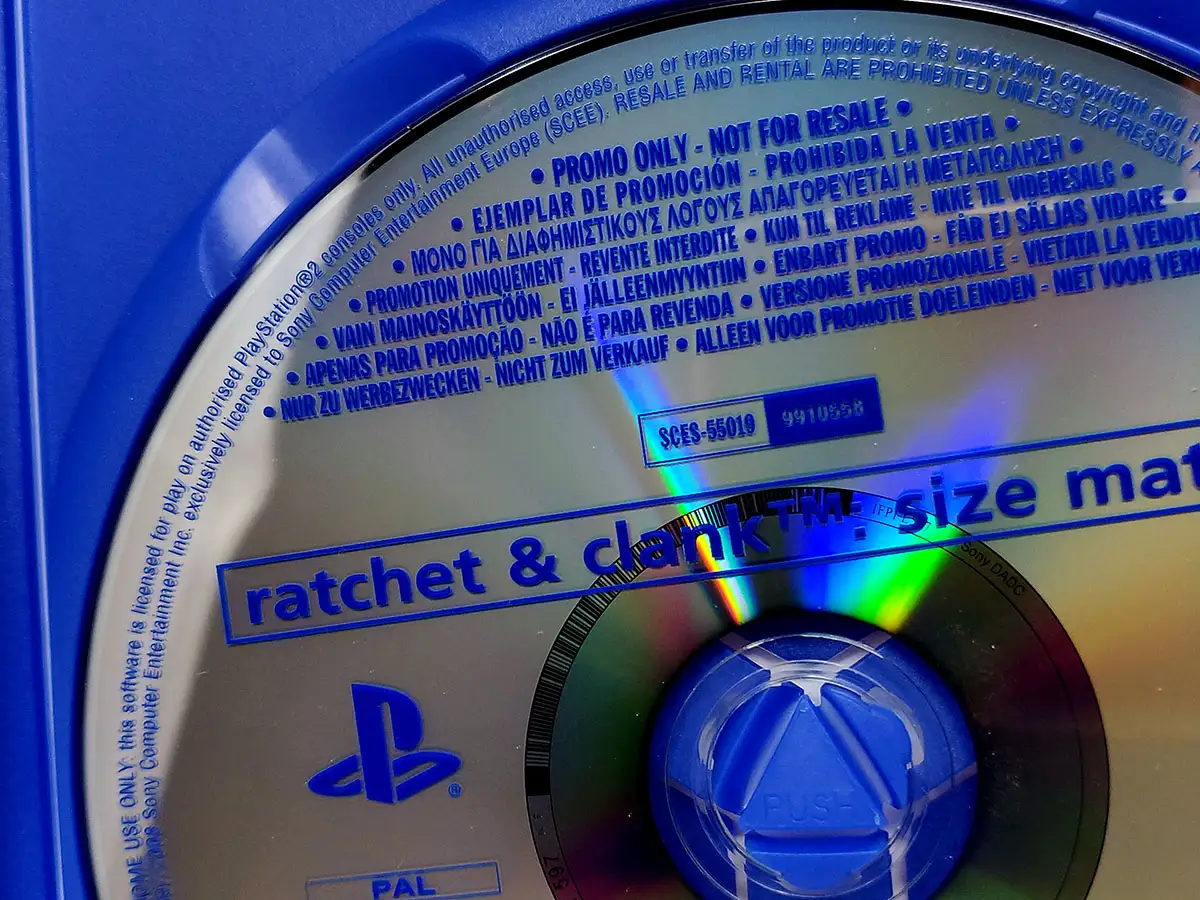 HOME USE ONLY: this software is licensed for play on authorised PlayStation®2 consoles only. All unauthorised access, use or transfer of the product or its underlying copyright and
Sony Computer Entertainment Inc. exclusively licensed to Sony Computer Entertainment Europe (SCEE). RESALE AND RENTAL ARE PROHIBITED UNLESS EXPRESSLY
• PROMO ONLY - NOT FOR RESALE •
• EJEMPLAR DE PROMOCIÓN - PROHIBIDA LA VENTA •
• ΜΟΝΟ ΓΙΑ ΔΙΑΦΗΜΙΣΤΙΚΟΥΣ ΛΟΓΟΥΣ ΑΠΑΓΟΡΕΥΕΤΑΙ Η ΜΕΤΑΠΩΛΗΣΗ •
• PROMOTION UNIQUEMENT - REVENTE INTERDITE • KUN TIL REKLAME - IKKE TIL VIDERESALG •
• VAIN MAINOSKÄYTTÖÖN - EI JÄLLEENMYYNTIIN • ENBART PROMO - FÅR EJ SÄLJAS VIDARE •
• APENAS PARA PROMOÇÃO - NÃO É PARA REVENDA • VERSIONE PROMOZIONALE - VIETATA LA
• NUR ZU WERBEZWECKEN - NICHT ZUM VERKAUF • ALLEEN VOOR PROMOTIE DOELEINDEN - NIET VOOR
SCES-55019 9910558
ratchet & clank™: size mat
IFPI
Sony DADC
PUSH
597
PAL